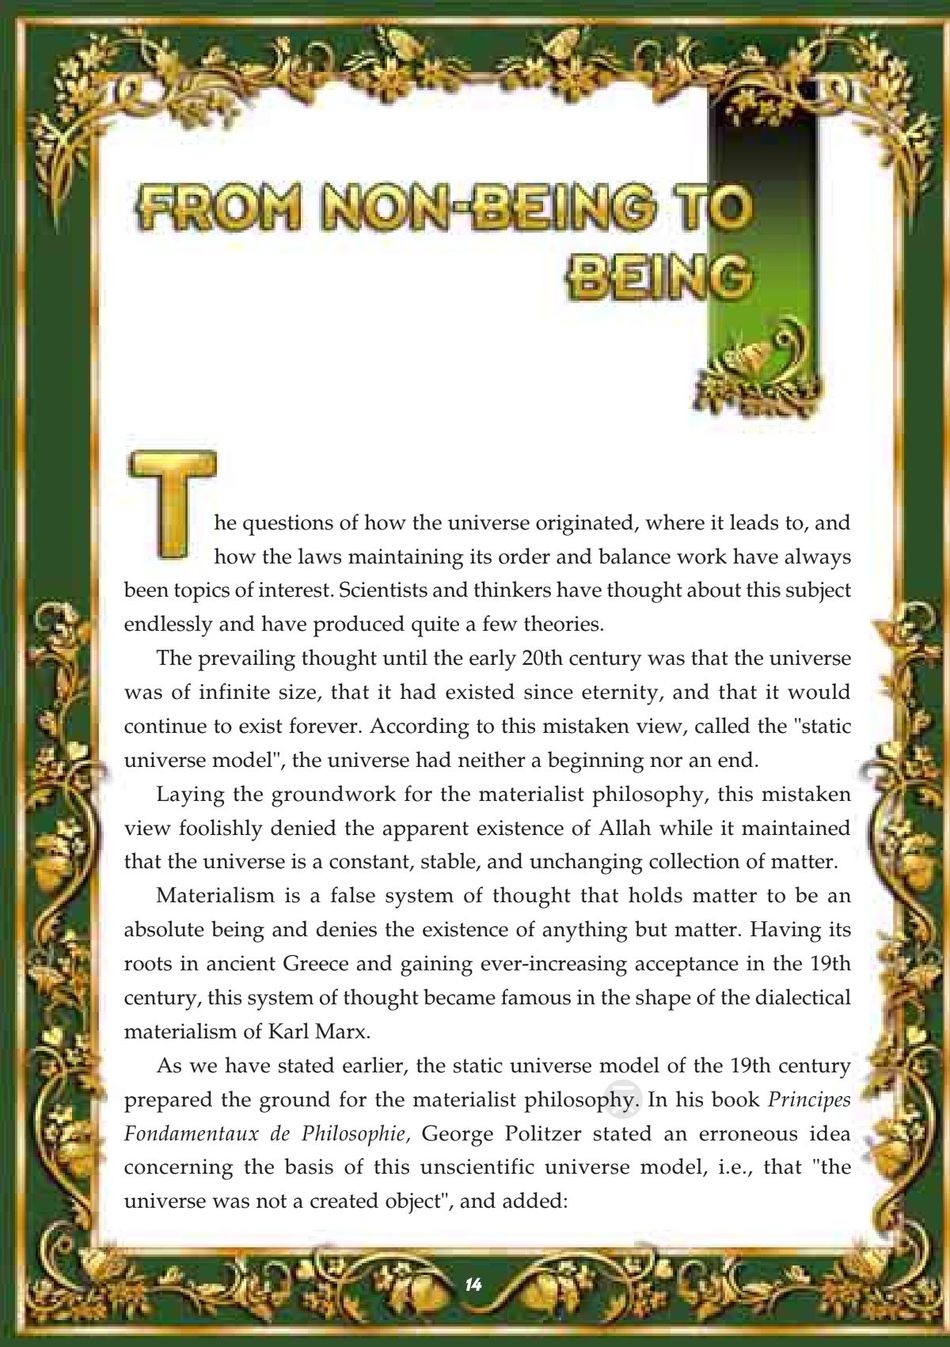 FROM NON-BEING TO
BEING
The questions of how the universe originated, where it leads to, and
how the laws maintaining its order and balance work have always
been topics of interest. Scientists and thinkers have thought about this subject
endlessly and have produced quite a few theories.
The prevailing thought until the early 20th century was that the universe
was of infinite size, that it had existed since eternity, and that it would
continue to exist forever. According to this mistaken view, called the "static
universe model", the universe had neither a beginning nor an end.
Laying the groundwork for the materialist philosophy, this mistaken
view foolishly denied the apparent existence of Allah while it maintained
that the universe is a constant, stable, and unchanging collection of matter.
Materialism is a false system of thought that holds matter to be an
absolute being and denies the existence of anything but matter. Having its
roots in ancient Greece and gaining ever-increasing acceptance in the 19th
century, this system of thought became famous in the shape of the dialectical
materialism of Karl Marx.
As we have stated earlier, the static universe model of the 19th century
prepared the ground for the materialist philosophy. In his book Principes
Fondamentaux de Philosophie, George Politzer stated an erroneous idea
concerning the basis of this unscientific universe model, i.e., that "the
universe was not a created object", and added:
14